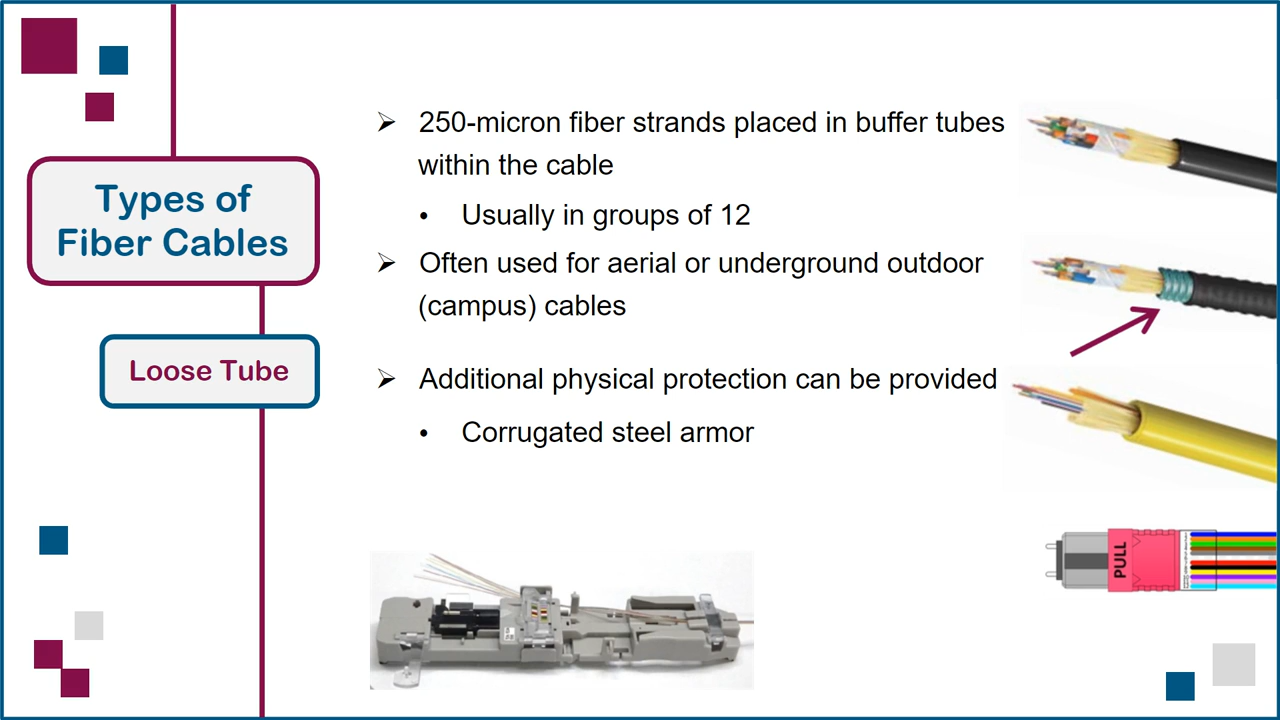 Types of
Fiber Cables
Loose Tube
➢ 250-micron fiber strands placed in buffer tubes
within the cable
• Usually in groups of 12
➢ Often used for aerial or underground outdoor
(campus) cables
➢ Additional physical protection can be provided
• Corrugated steel armor
PULL